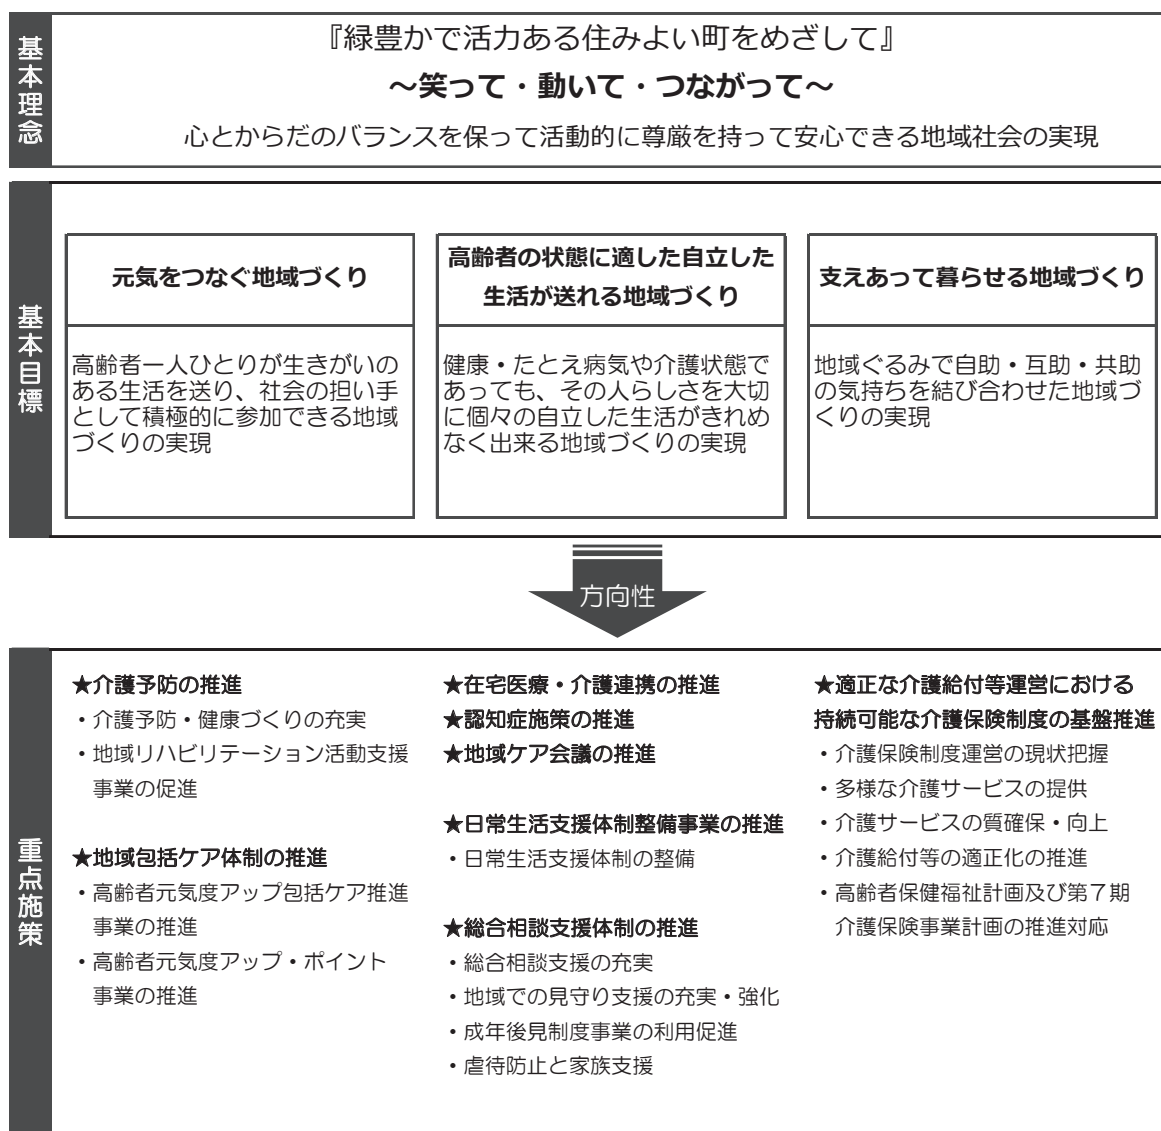 基本理念
『緑豊かで活力ある住みよい町をめざして』
～笑って・動いて・つながって～
心とからだのバランスを保って活動的に尊厳を持って安心できる地域社会の実現
基本目標
元気をつなぐ地域づくり
高齢者一人ひとりが生きがいの
ある生活を送り、社会の担い手
として積極的に参加できる地域
づくりの実現
高齢者の状態に適した自立した
生活が送れる地域づくり
健康・たとえ病気や介護状態で
あっても、その人らしさを大切
に個々の自立した生活がきれめ
なく出来る地域づくりの実現
支えあって暮らせる地域づくり
地域ぐるみで自助・互助・共助
の気持ちを結び合わせた地域づ
くりの実現
方向性
重点施策
★介護予防の推進
・介護予防・健康づくりの充実
・地域リハビリテーション活動支援
事業の促進
★地域包括ケア体制の推進
・高齢者元気度アップ包括ケア推進
事業の推進
・高齢者元気度アップ・ポイント
事業の推進
★在宅医療・介護連携の推進
★認知症施策の推進
★地域ケア会議の推進
★日常生活支援体制整備事業の推進
・日常生活支援体制の整備
★総合相談支援体制の推進
・総合相談支援の充実
・地域での見守り支援の充実・強化
・成年後見制度事業の利用促進
・虐待防止と家族支援
★適正な介護給付等運営における
持続可能な介護保険制度の基盤推進
・介護保険制度運営の現状把握
・多様な介護サービスの提供
・介護サービスの質確保・向上
・介護給付等の適正化の推進
・高齢者保健福祉計画及び第７期
介護保険事業計画の推進対応